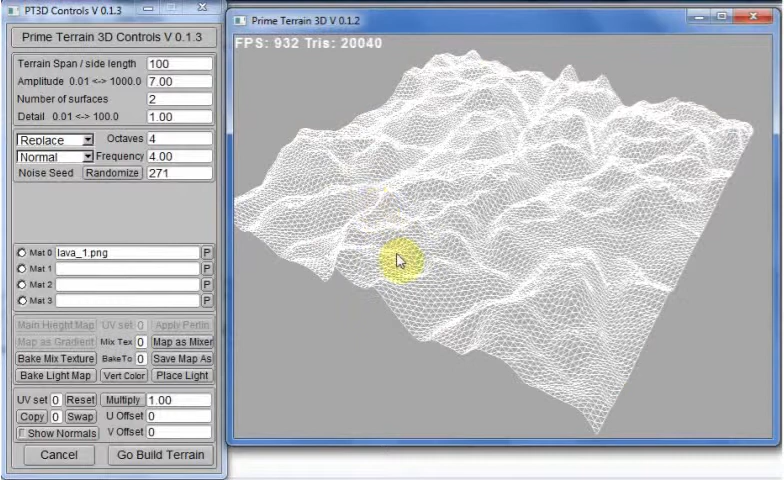 PT3D Controls V 0.1.3
Prime Terrain 3D Controls V 0.1.3
Terrain Span / side length 100
Amplitude 0.01 <-> 1000.0 7.00
Number of surfaces 2
Detail 0.01 <-> 100.0 1.00
Replace Octaves 4
Normal Frequency 4.00
Noise Seed Randomize 271
Mat 0 lava_1.png P
Mat 1 P
Mat 2 P
Mat 3 P
Main Hieght Map UV set 0 Apply Perlin
Map as Gradient Mix Tex 0 Map as Mixer
Bake Mix Texture BakeTo 0 Save Map As
Bake Light Map Vert Color Place Light
UV set 0 Reset Multiply 1.00
Copy 0 Swap U Offset 0
Show Normals V Offset 0
Cancel Go Build Terrain
Prime Terrain 3D V 0.1.2
FPS: 932 Tris: 20040